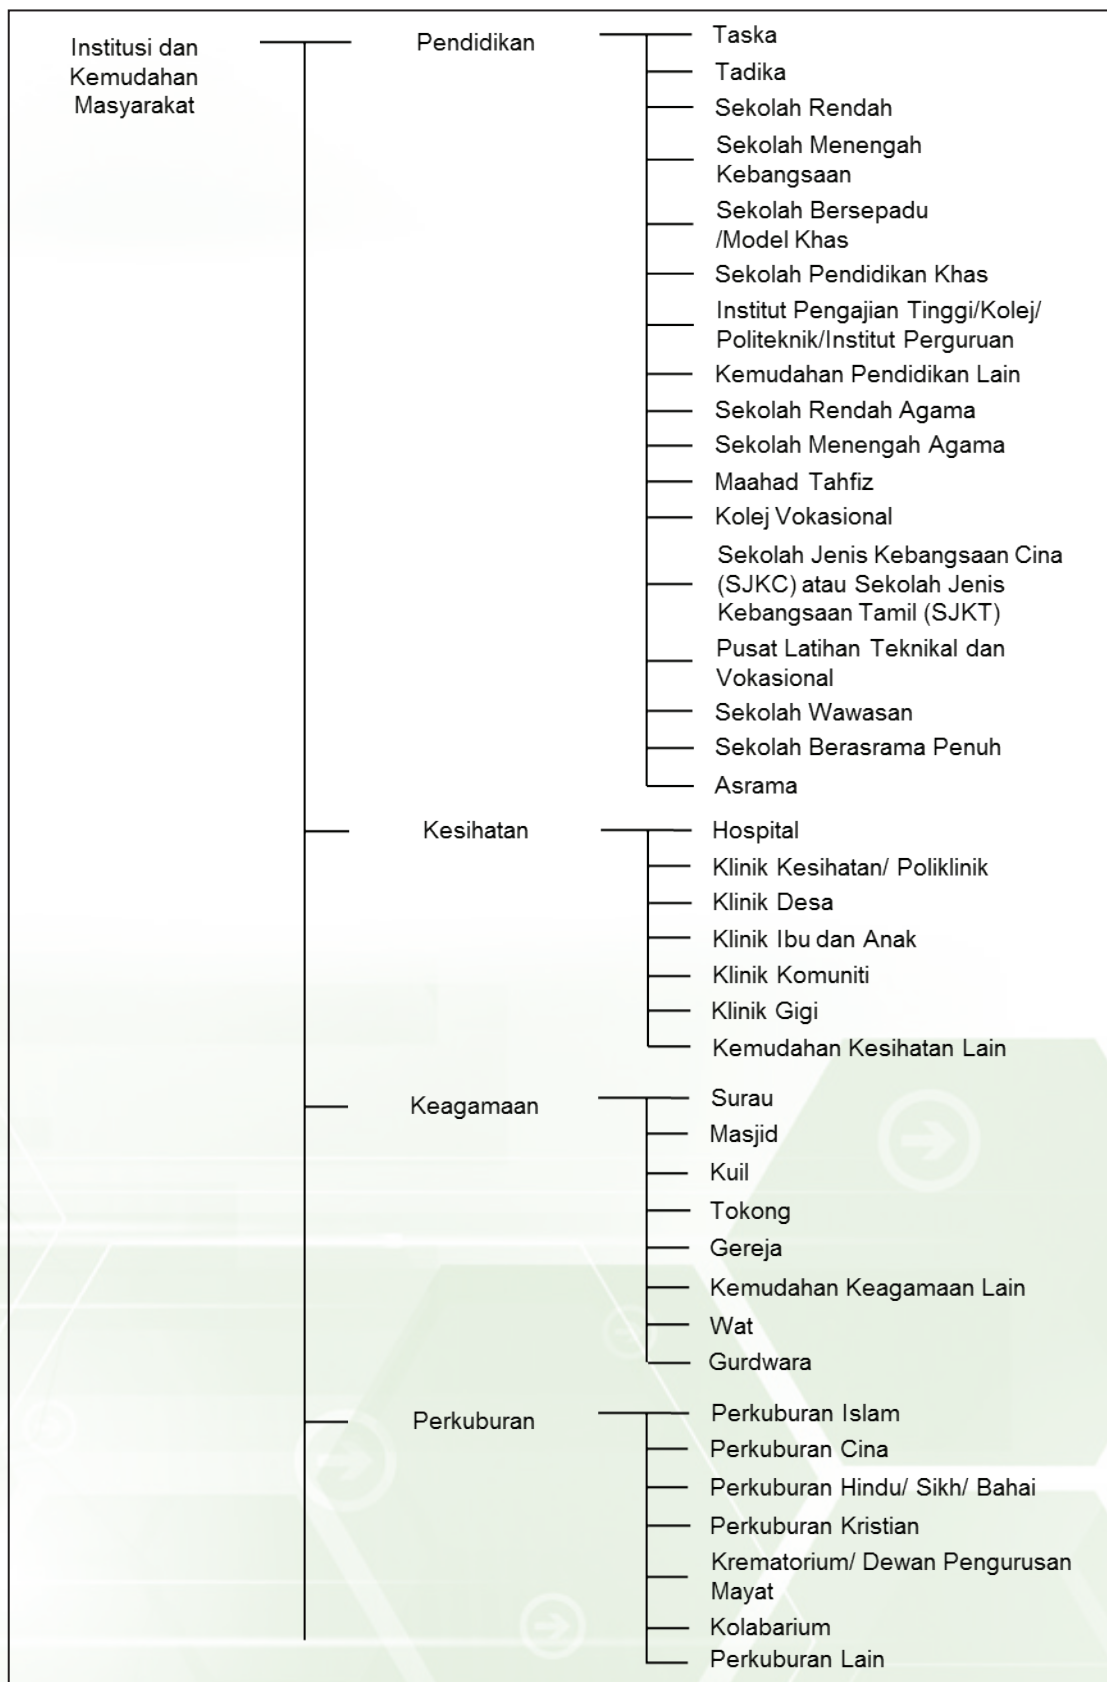 Institusi dan
Kemudahan
Masyarakat
Pendidikan
Taska
Tadika
Sekolah Rendah
Sekolah Menengah
Kebangsaan
Sekolah Bersepadu
/Model Khas
Sekolah Pendidikan Khas
Institut Pengajian Tinggi/Kolej/
Politeknik/Institut Perguruan
Kemudahan Pendidikan Lain
Sekolah Rendah Agama
Sekolah Menengah Agama
Maahad Tahfiz
Kolej Vokasional
Sekolah Jenis Kebangsaan Cina
(SJKC) atau Sekolah Jenis
Kebangsaan Tamil (SJKT)
Pusat Latihan Teknikal dan
Vokasional
Sekolah Wawasan
Sekolah Berasrama Penuh
Asrama
Kesihatan
Hospital
Klinik Kesihatan/ Poliklinik
Klinik Desa
Klinik Ibu dan Anak
Klinik Komuniti
Klinik Gigi
Kemudahan Kesihatan Lain
Keagamaan
Surau
Masjid
Kuil
Tokong
Gereja
Kemudahan Keagamaan Lain
Wat
Gurdwara
Perkuburan
Perkuburan Islam
Perkuburan Cina
Perkuburan Hindu/ Sikh/ Bahai
Perkuburan Kristian
Krematorium/ Dewan Pengurusan
Mayat
Kolabarium
Perkuburan Lain